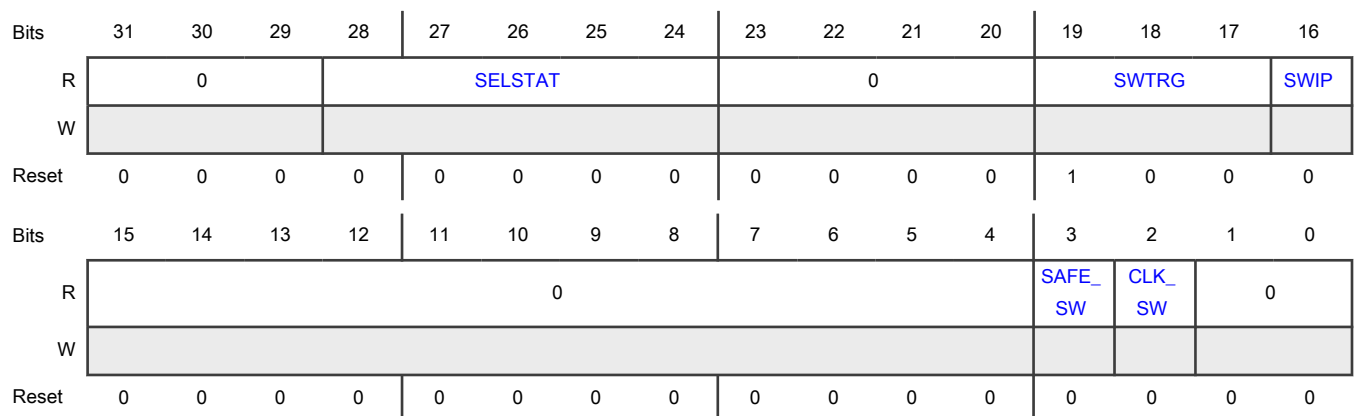 Bits 31 30 29 28 27 26 25 24 23 22 21 20 19 18 17 16
R 0 SELSTAT 0 SWTRG SWIP
W
Reset 0 0 0 0 0 0 0 0 0 0 0 0 1 0 0 0
Bits 15 14 13 12 11 10 9 8 7 6 5 4 3 2 1 0
R 0 SAFE_ CLK_ 0
SW SW
W
Reset 0 0 0 0 0 0 0 0 0 0 0 0 0 0 0 0